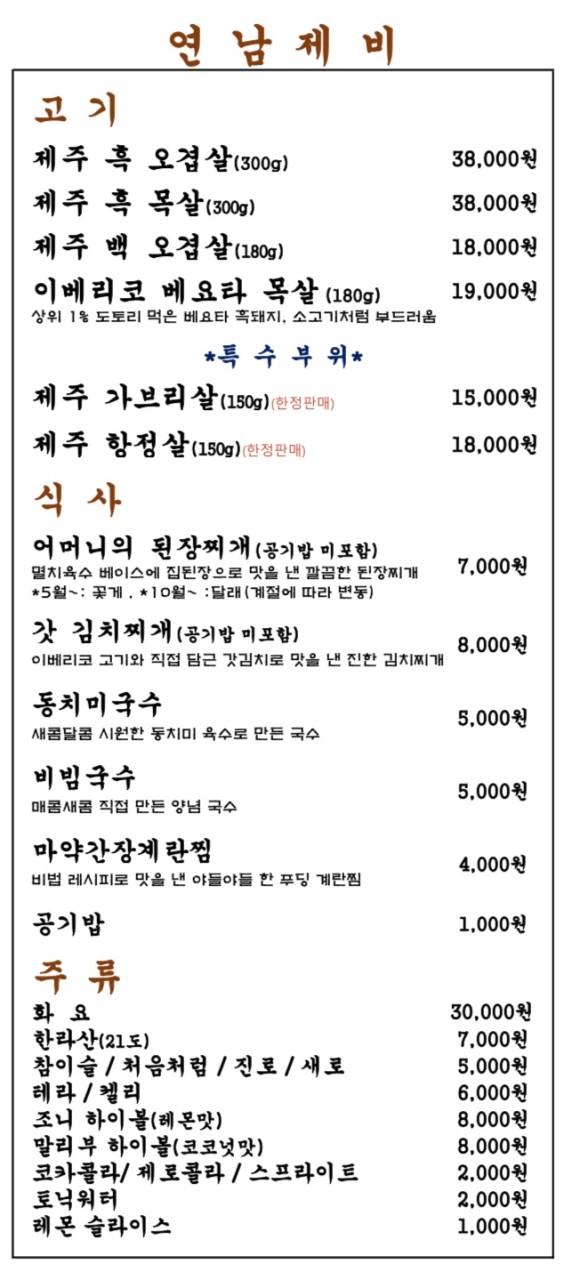 연남제비
고기
제주 흑 오겹살(300g) 38,000원
제주 흑 목살(300g) 38,000원
제주 백 오겹살(180g) 18,000원
이베리코 베요타 목살 (180g) 19,000원
상위 1% 도토리 먹은 베요타 흑돼지, 소고기처럼 부드러움
*특수부위*
제주 가브리살(150g)(한정판매) 15,000원
제주 항정살(150g)(한정판매) 18,000원
식사
어머니의 된장찌개(공기밥 미포함) 7,000원
멸치육수 베이스에 집된장으로 맛을 낸 깔끔한 된장찌개
*5월~: 꽃게 , *10월~ :달래(계절에 따라 변동)
갓 김치찌개(공기밥 미포함) 8,000원
이베리코 고기와 직접 담근 갓김치로 맛을 낸 진한 김치찌개
동치미국수 5,000원
새콤달콤 시원한 동치미 육수로 만든 국수
비빔국수 5,000원
매콤새콤 직접 만든 양념 국수
마약간장계란찜 4,000원
비법 레시피로 맛을 낸 야들야들 한 푸딩 계란찜
공기밥 1,000원
주류
화 요 30,000원
한라산(21도) 7,000원
참이슬 / 처음처럼 / 진로 / 새로 5,000원
테라 / 켈리 6,000원
조니 하이볼(레몬맛) 8,000원
말리부 하이볼(코코넛맛) 8,000원
코카콜라/ 제로콜라 / 스프라이트 2,000원
토닉워터 2,000원
레몬 슬라이스 1,000원